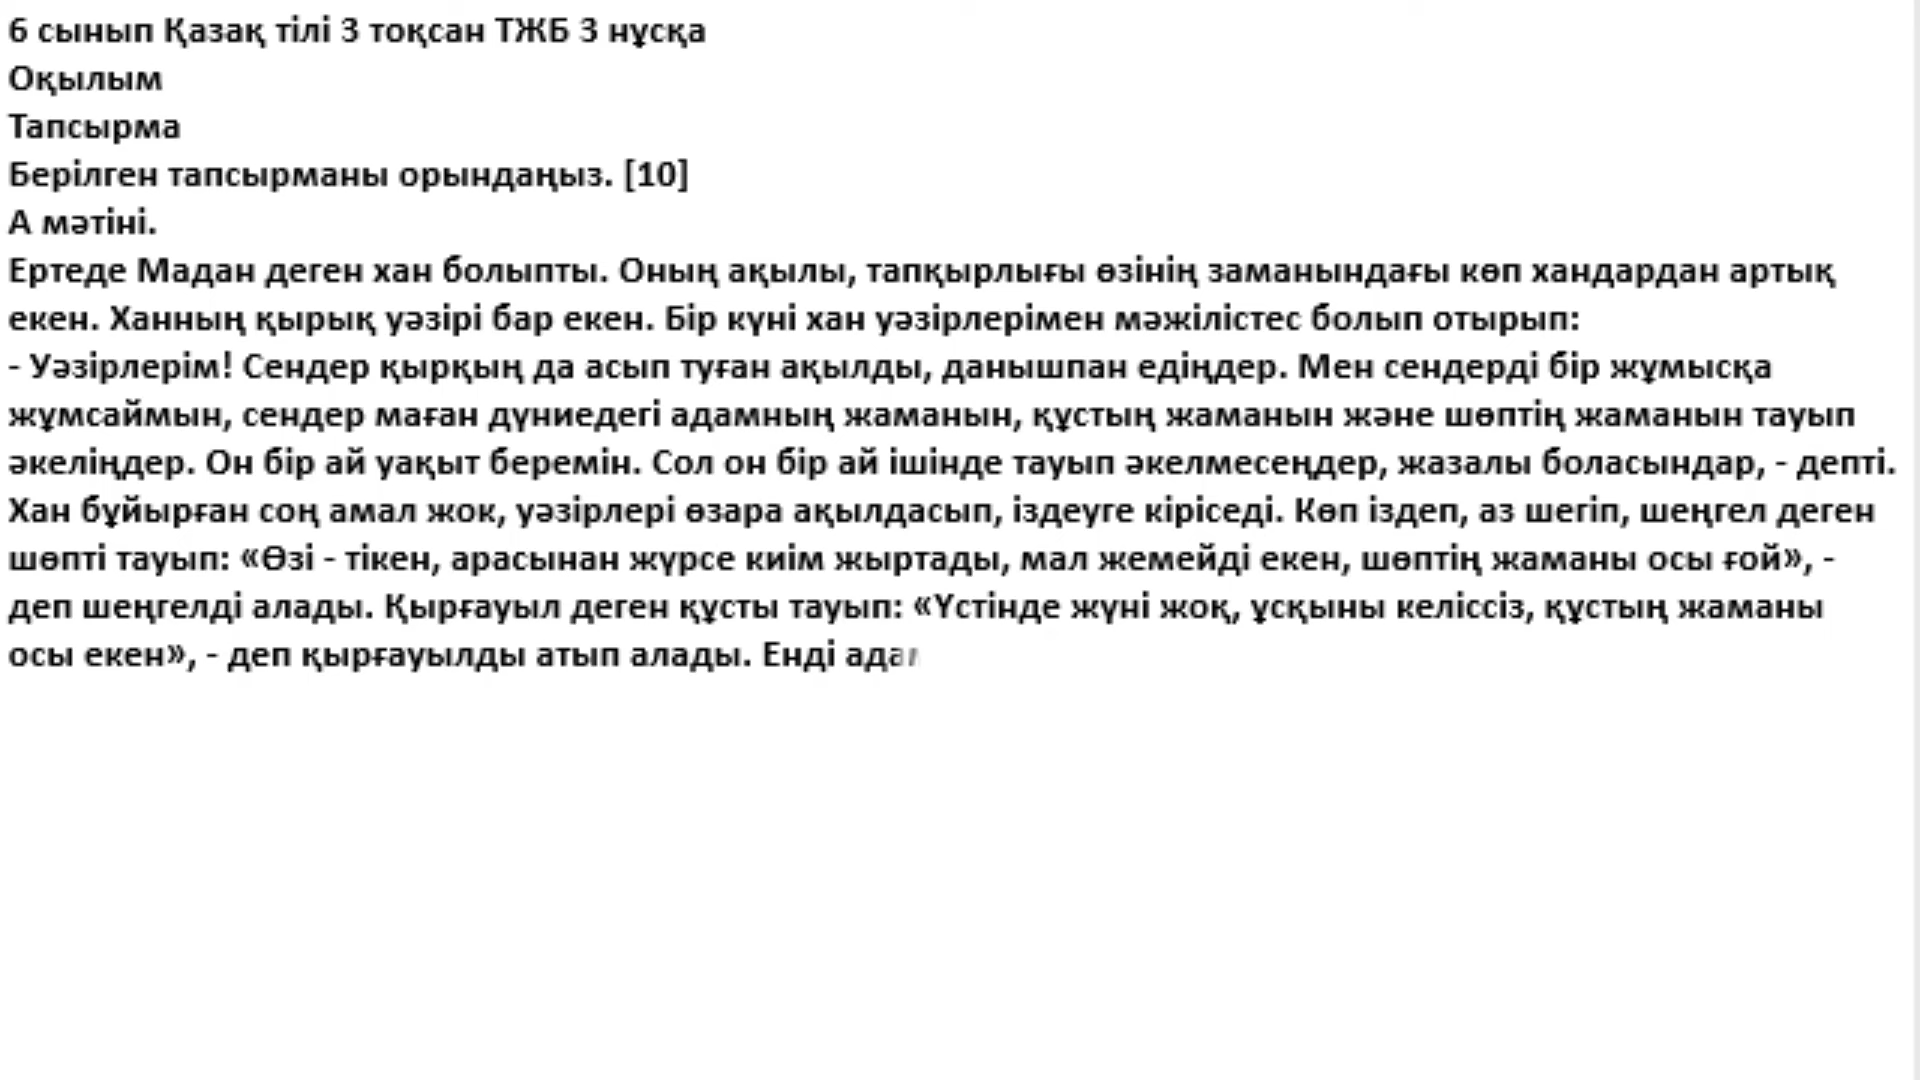 6 сынып Қазақ тілі 3 тоқсан ТЖБ 3 нұсқа
Оқылым
Тапсырма
Берілген тапсырманы орындаңыз. [10]
А мәтіні.
Ертеде Мадан деген хан болыпты. Оның ақылы, тапқырлығы өзінің заманындағы көп хандардан артық
екен. Ханның қырық уәзірі бар екен. Бір күні хан уәзірлерімен мәжілістес болып отырып:
- Уәзірлерім! Сендер қырқың да асып туған ақылды, данышпан едіңдер. Мен сендерді бір жұмысқа
жұмсаймын, сендер маған дүниедегі адамның жаманын, құстың жаманын және шөптің жаманын тауып
әкеліңдер. Он бір ай уақыт беремін. Сол он бір ай ішінде тауып әкелмесеңдер, жазалы боласындар, - депті.
Хан бұйырған соң амал жок, уәзірлері өзара ақылдасып, іздеуге кіріседі. Көп іздеп, аз шегіп, шеңгел деген
шөпті тауып: «Өзі - тікен, арасынан жүрсе киім жыртады, мал жемейді екен, шөптің жаманы осы ғой», -
деп шеңгелді алады. Қырғауыл деген құсты тауып: «Үстінде жүні жоқ, ұсқыны келіссіз, құстың жаманы
осы екен», - деп қырғауылды атып алады. Енді